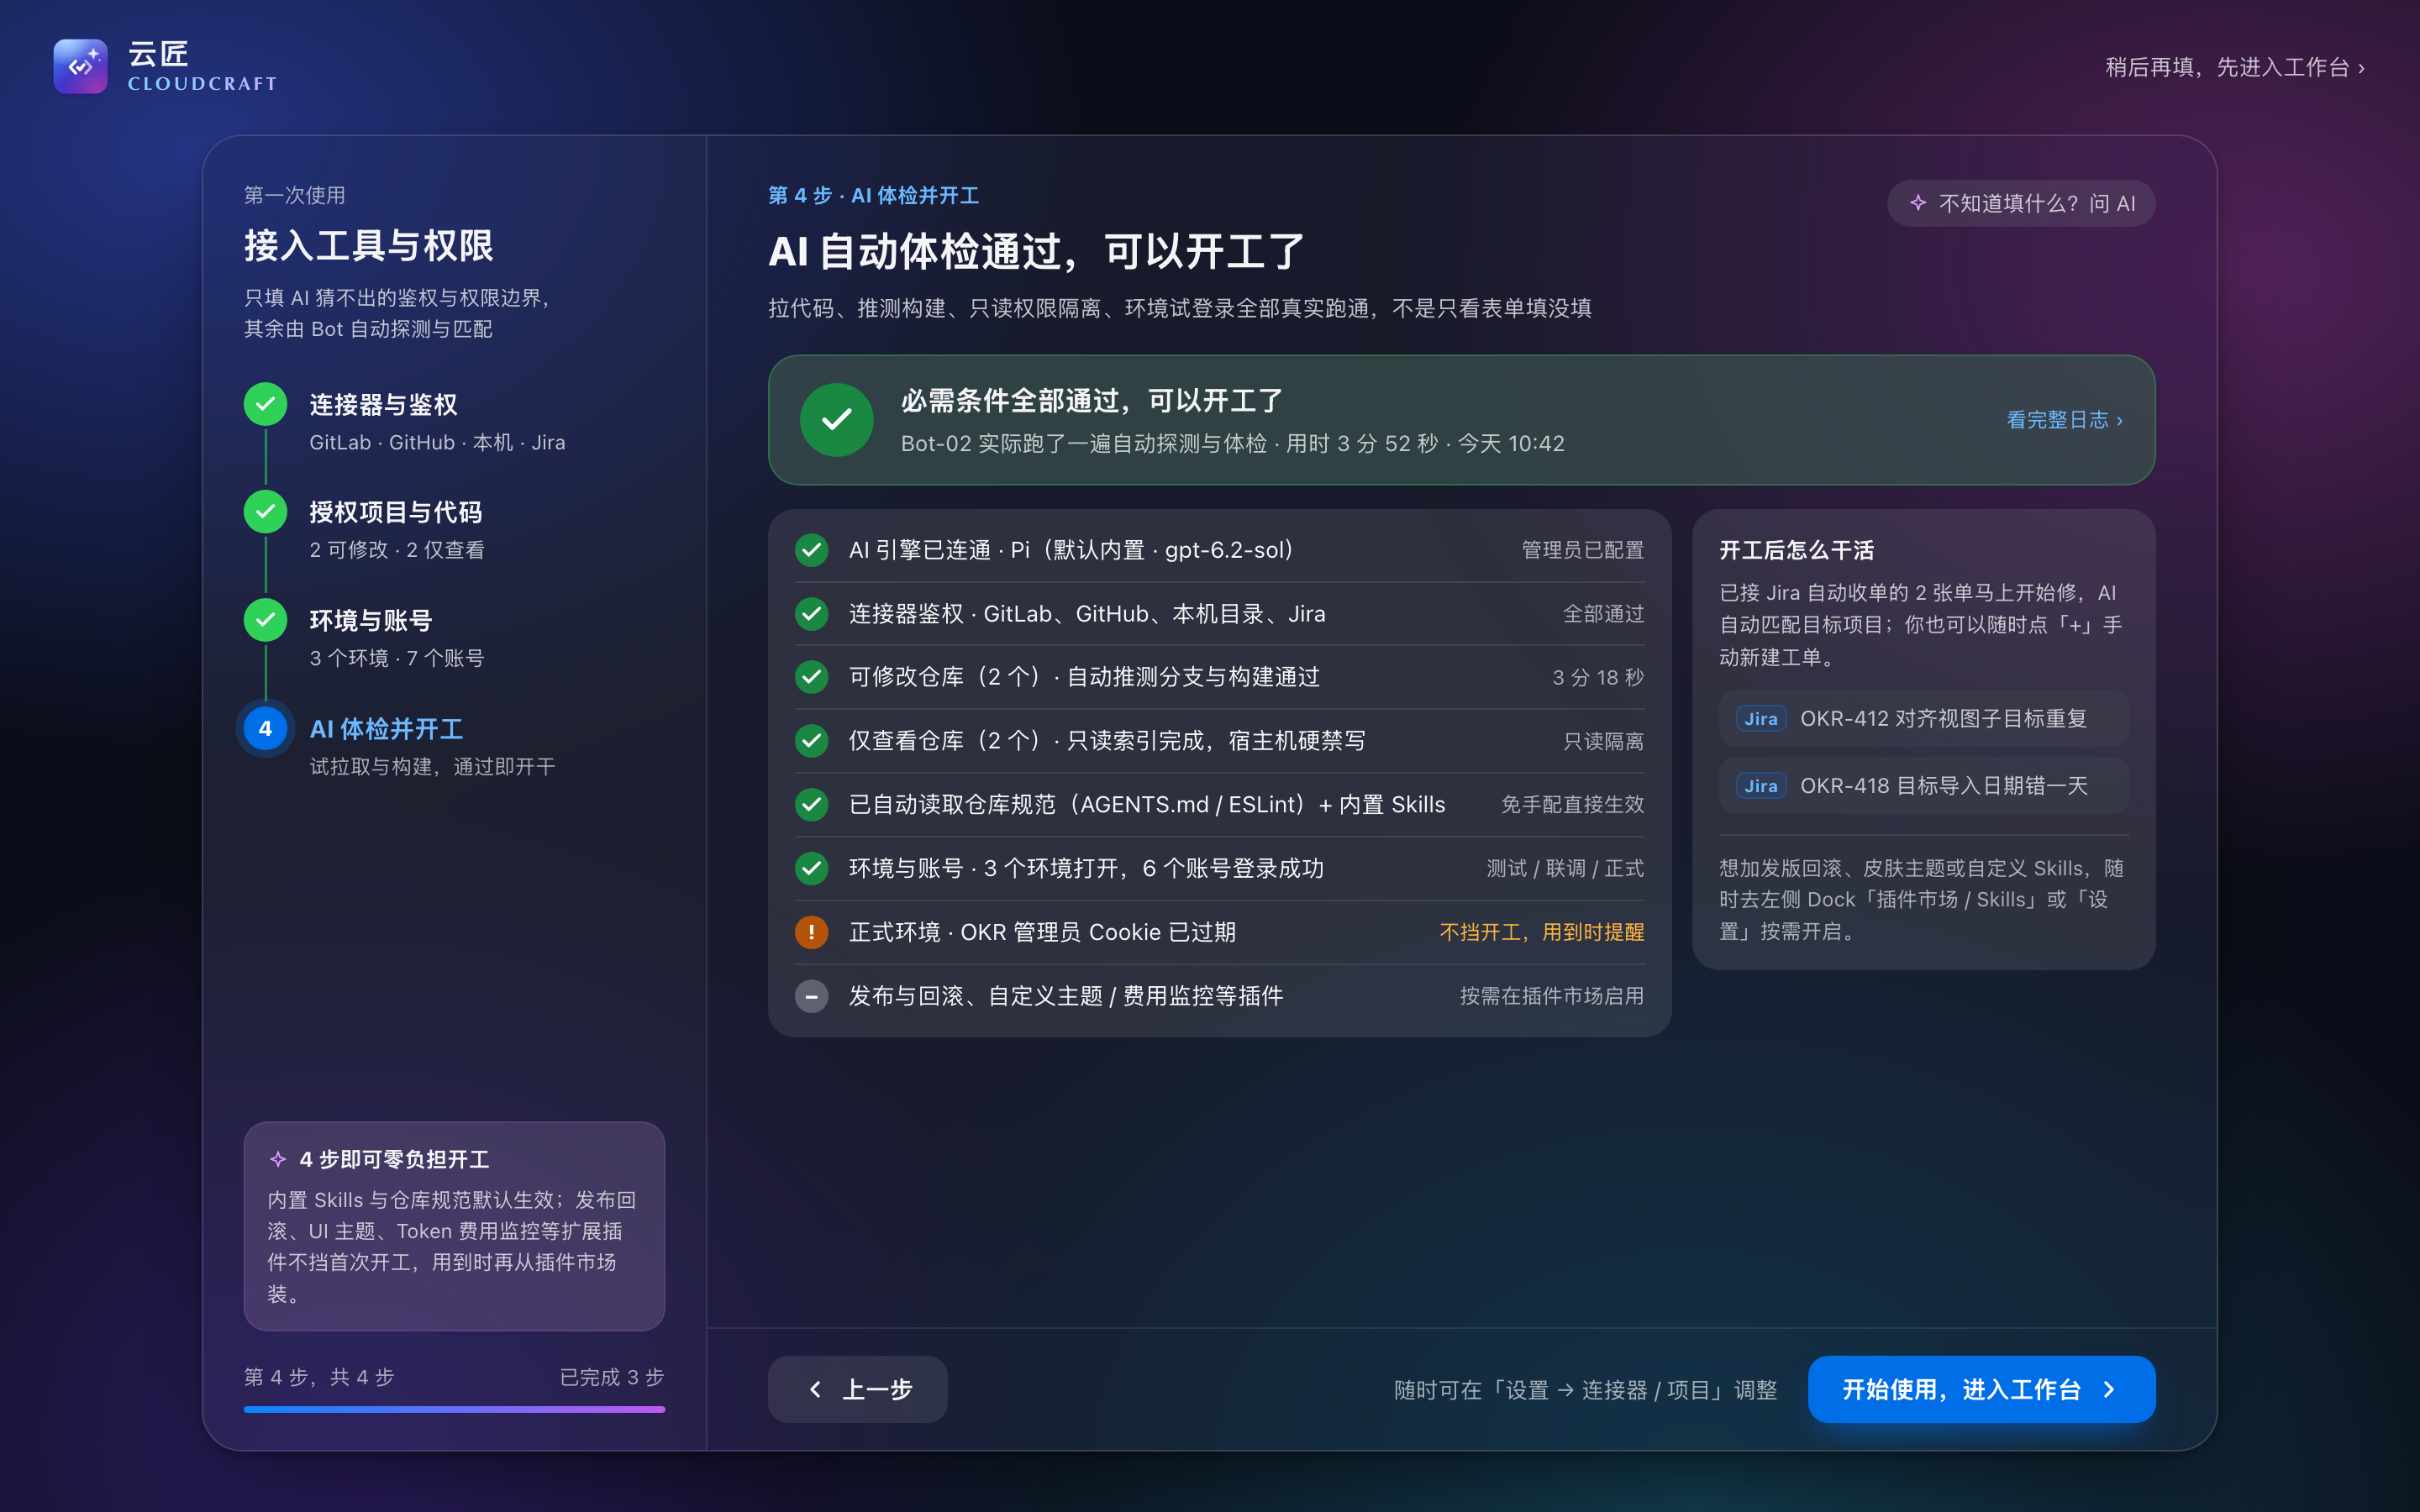 云匠
CLOUDCRAFT
稍后再填，先进入工作台 ›
第一次使用
接入工具与权限
只填 AI 猜不出的鉴权与权限边界，
其余由 Bot 自动探测与匹配
连接器与鉴权
GitLab · GitHub · 本机 · Jira
授权项目与代码
2 可修改 · 2 仅查看
环境与账号
3 个环境 · 7 个账号
4
AI 体检并开工
试拉取与构建，通过即开干
4 步即可零负担开工
内置 Skills 与仓库规范默认生效；发布回
滚、UI 主题、Token 费用监控等扩展插
件不挡首次开工，用到时再从插件市场
装。
第 4 步，共 4 步
已完成 3 步
第 4 步 · AI 体检并开工
不知道填什么？问 AI
AI 自动体检通过，可以开工了
拉代码、推测构建、只读权限隔离、环境试登录全部真实跑通，不是只看表单填没填
必需条件全部通过，可以开工了
Bot-02 实际跑了一遍自动探测与体检 · 用时 3 分 52 秒 · 今天 10:42
看完整日志 ›
AI 引擎已连通 · Pi（默认内置 · gpt-6.2-sol） 管理员已配置
连接器鉴权 · GitLab、GitHub、本机目录、Jira 全部通过
可修改仓库（2 个）· 自动推测分支与构建通过 3 分 18 秒
仅查看仓库（2 个）· 只读索引完成，宿主机硬禁写 只读隔离
已自动读取仓库规范（AGENTS.md / ESLint）+ 内置 Skills 免手配直接生效
环境与账号 · 3 个环境打开，6 个账号登录成功 测试 / 联调 / 正式
正式环境 · OKR 管理员 Cookie 已过期 不挡开工，用到时提醒
发布与回滚、自定义主题 / 费用监控等插件 按需在插件市场启用
开工后怎么干活
已接 Jira 自动收单的 2 张单马上开始修，AI
自动匹配目标项目；你也可以随时点「+」手
动新建工单。
Jira OKR-412 对齐视图子目标重复
Jira OKR-418 目标导入日期错一天
想加发版回滚、皮肤主题或自定义 Skills，随
时去左侧 Dock「插件市场 / Skills」或「设
置」按需开启。
上一步
随时可在「设置 → 连接器 / 项目」调整
开始使用，进入工作台